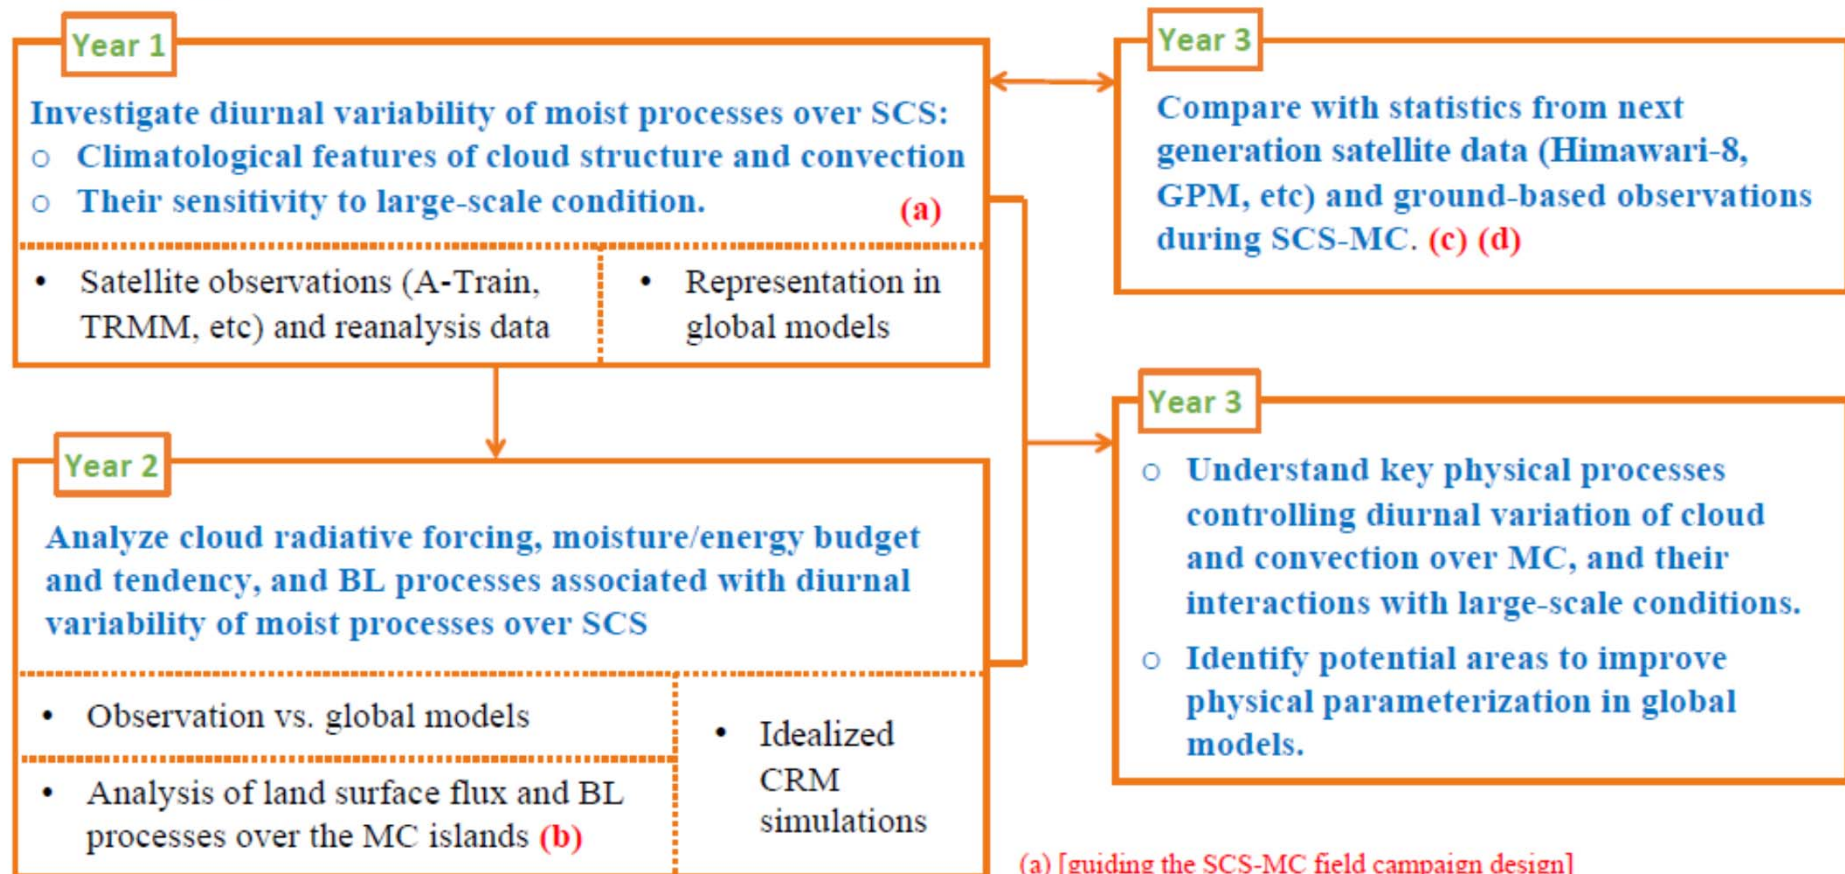 Year 1
Investigate diurnal variability of moist processes over SCS:
o Climatological features of cloud structure and convection
o Their sensitivity to large-scale condition. (a)
• Satellite observations (A-Train,
TRMM, etc) and reanalysis data
• Representation in
global models
Year 2
Analyze cloud radiative forcing, moisture/energy budget
and tendency, and BL processes associated with diurnal
variability of moist processes over SCS
• Observation vs. global models
• Analysis of land surface flux and BL
processes over the MC islands (b)
• Idealized
CRM
simulations
Year 3
Compare with statistics from next
generation satellite data (Himawari-8,
GPM, etc) and ground-based observations
during SCS-MC. (c) (d)
Year 3
o Understand key physical processes
controlling diurnal variation of cloud
and convection over MC, and their
interactions with large-scale conditions.
o Identify potential areas to improve
physical parameterization in global
models.
(a) [guiding the SCS-MC field campaign design]